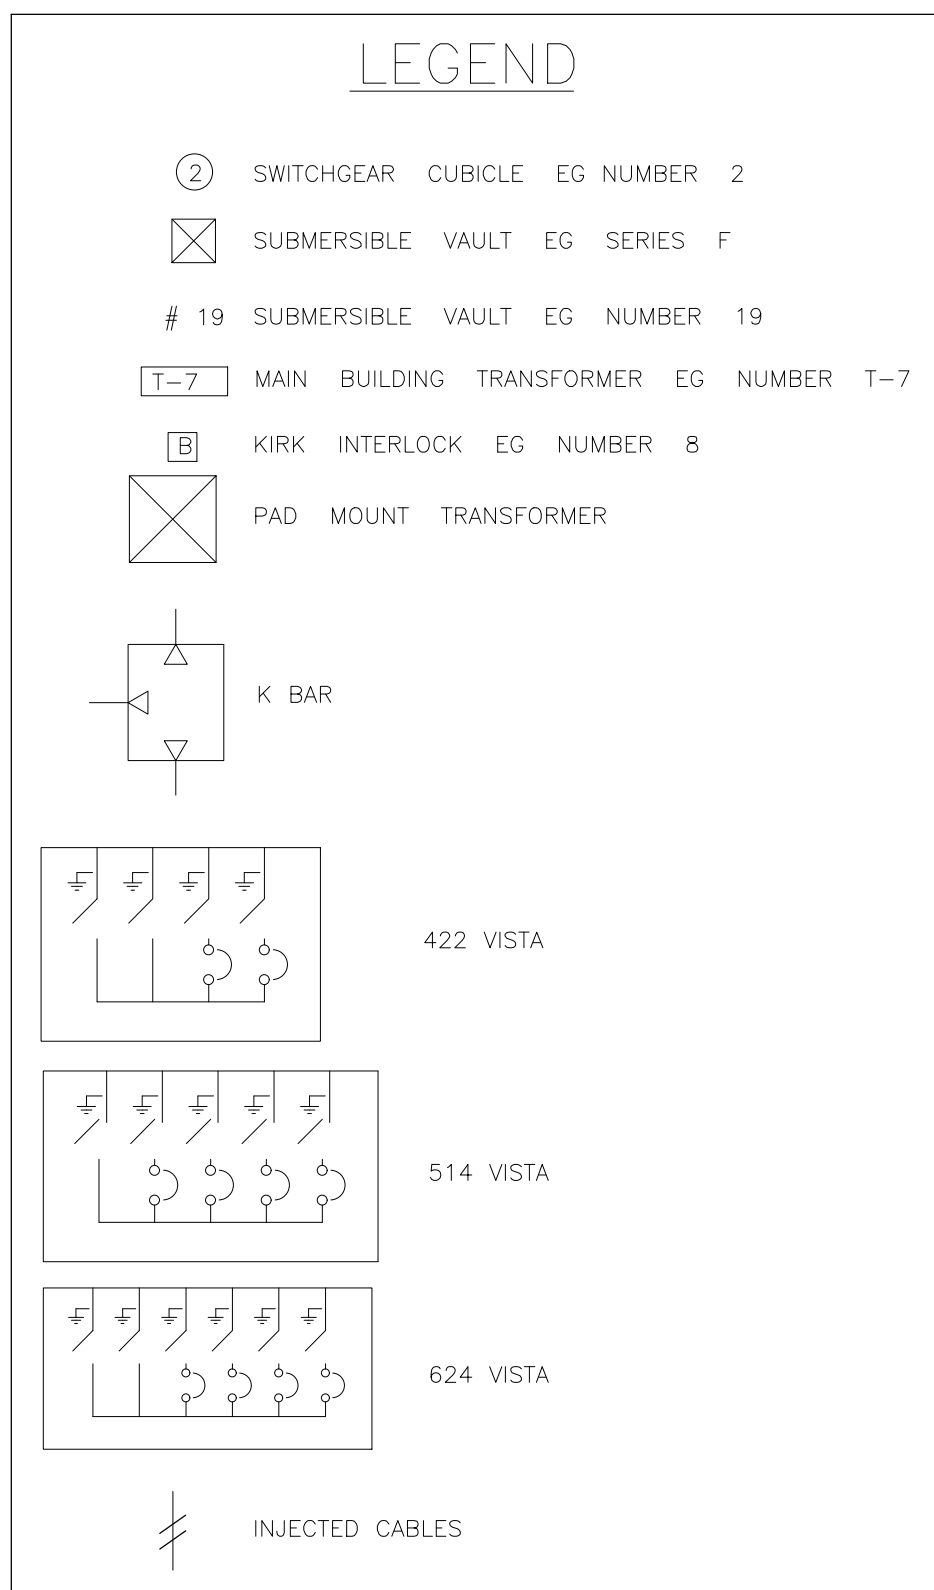 LEGEND
2 SWITCHGEAR CUBICLE EG NUMBER 2
SUBMERSIBLE VAULT EG SERIES F
# 19 SUBMERSIBLE VAULT EG NUMBER 19
T-7 MAIN BUILDING TRANSFORMER EG NUMBER T-7
B KIRK INTERLOCK EG NUMBER 8
PAD MOUNT TRANSFORMER
K BAR
422 VISTA
514 VISTA
624 VISTA
INJECTED CABLES